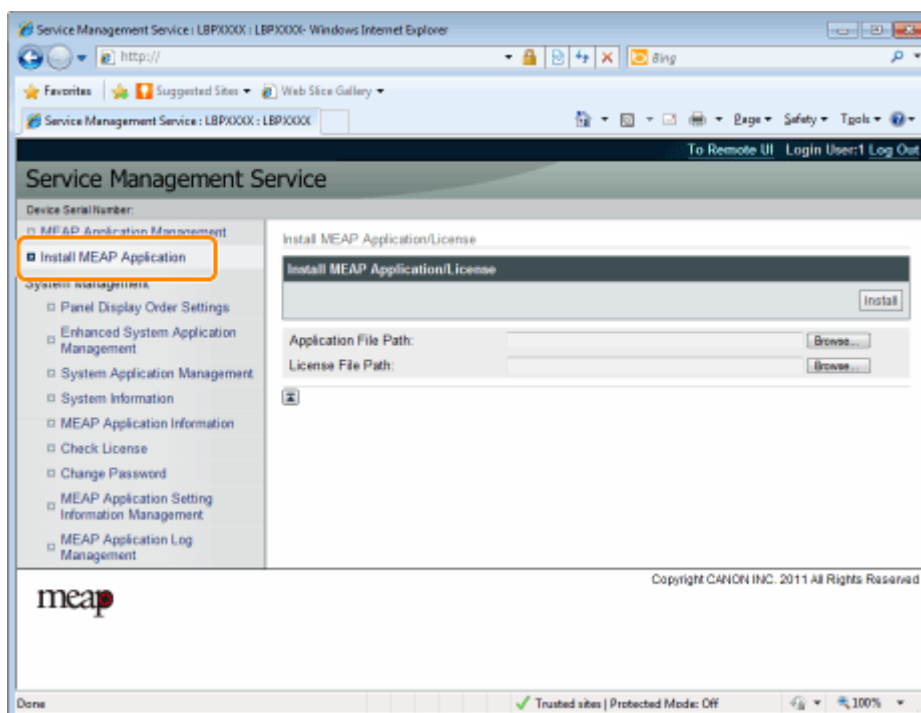 Service Management Service : LBPXXXX : LBPXXXX- Windows Internet Explorer
http://
Bing
Favorites
Suggested Sites
Web Slice Gallery
Service Management Service : LBPXXXX : LBPXXXX
Page
Safety
Tools
To Remote UI Login User:1 Log Out
Service Management Service
Device Serial Number:
MEAP Application Management
Install MEAP Application
System Management
Panel Display Order Settings
Enhanced System Application
Management
System Application Management
System Information
MEAP Application Information
Check License
Change Password
MEAP Application Setting
Information Management
MEAP Application Log
Management
Install MEAP Application/License
Install MEAP Application/License
Install
Application File Path:
Browse...
License File Path:
Browse...
Copyright CANON INC. 2011 All Rights Reserved
meap
Done
Trusted sites | Protected Mode: Off
100%